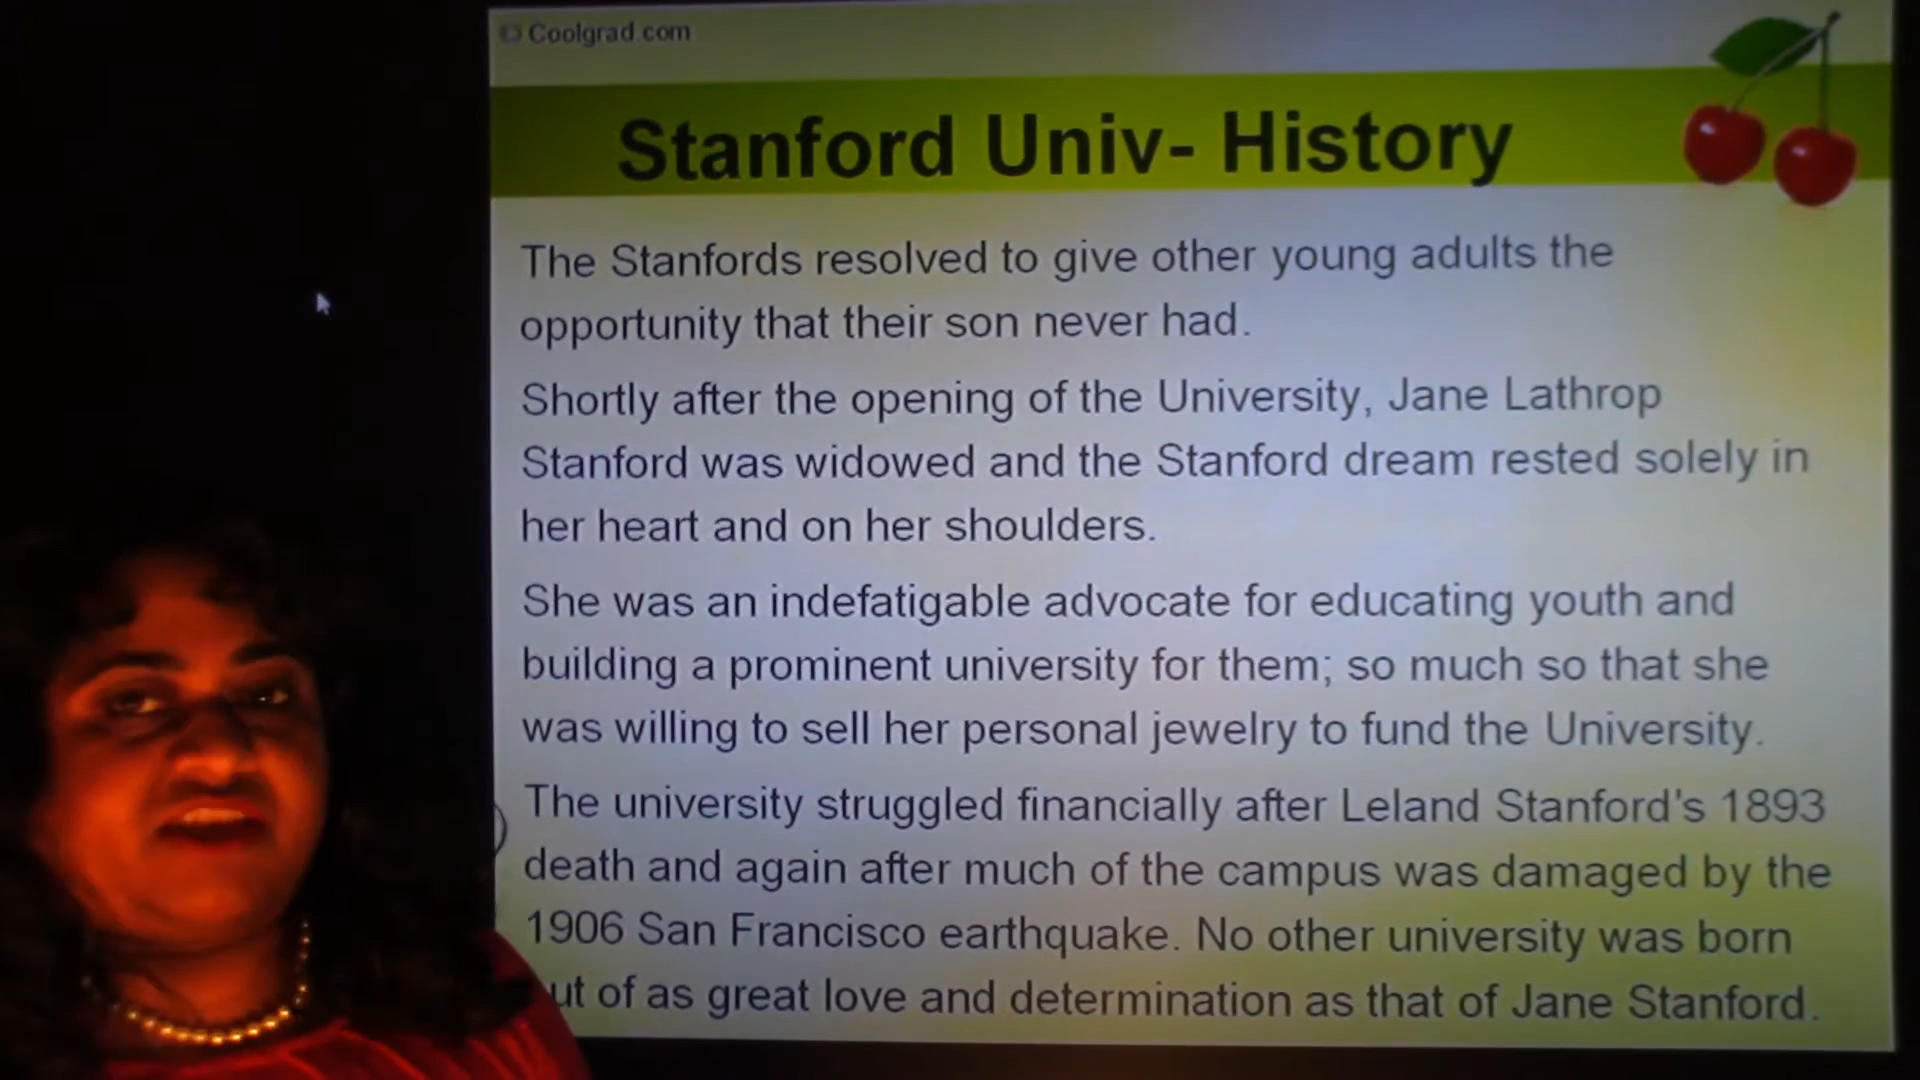 © Coolgrad.com
Stanford Univ- History
The Stanfords resolved to give other young adults the
opportunity that their son never had.
Shortly after the opening of the University, Jane Lathrop
Stanford was widowed and the Stanford dream rested solely in
her heart and on her shoulders.
She was an indefatigable advocate for educating youth and
building a prominent university for them; so much so that she
was willing to sell her personal jewelry to fund the University.
The university struggled financially after Leland Stanford's 1893
death and again after much of the campus was damaged by the
1906 San Francisco earthquake. No other university was born
ut of as great love and determination as that of Jane Stanford.